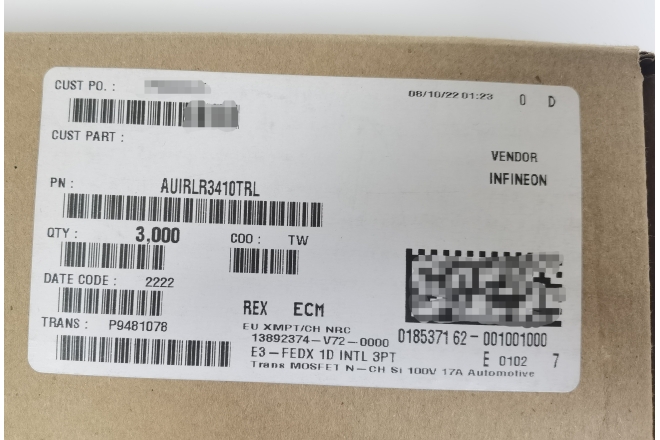 CUST PO. :
08/10/22 01:23 0 D
CUST PART :
VENDOR
INFINEON
PN : AUIRLR3410TRL
QTY : 3,000 COO : TW
DATE CODE : 2222
REX ECM
TRANS : P9481078
EU XMPT/CH NRC
13892374-V72-0000
018537162-001001000
E3-FEDX 1D INTL 3PT
E 0102 7
Trans MOSFET N-CH Si 100V 17A Automotive